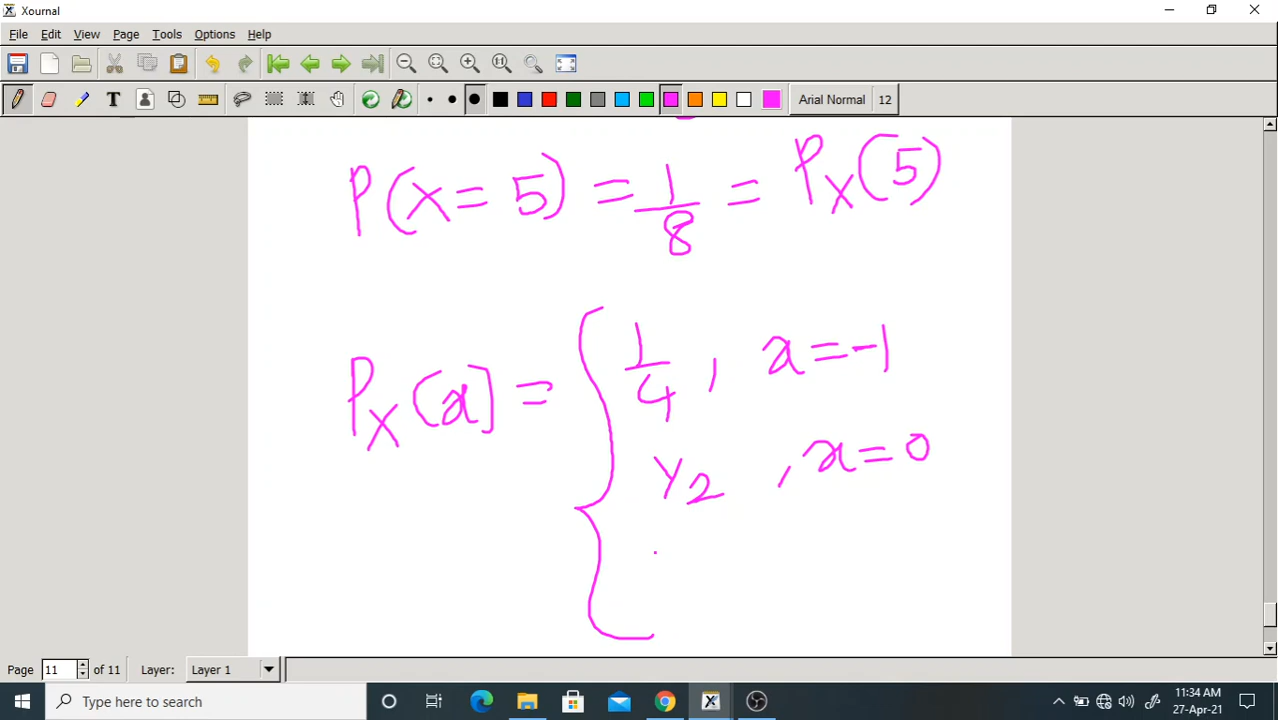 Xournal
File Edit View Page Tools Options Help
T Arial Normal 12
P(X = 5) = 1/8 = P_X(5)
P_X(x) = { 1/4 , x = -1
1/2 , x = 0
Page 11 of 11 Layer: Layer 1
Type here to search
11:34 AM
27-Apr-21